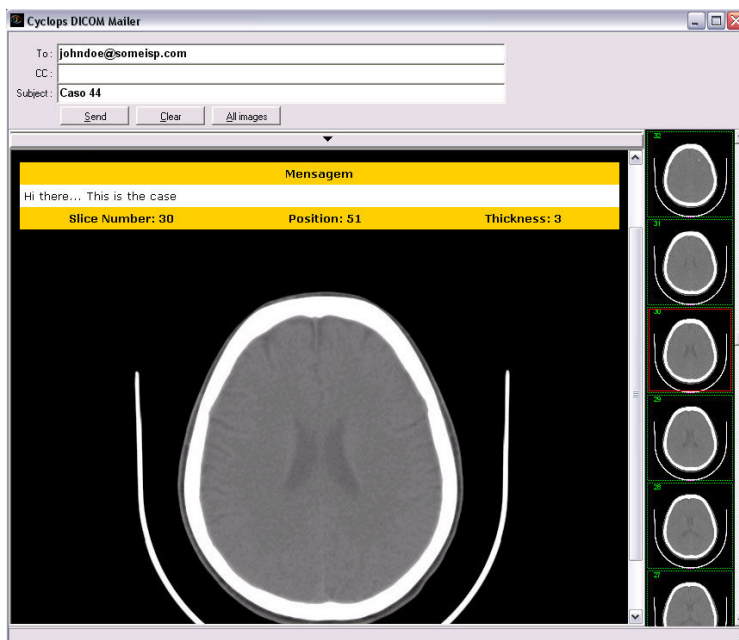 Cyclops DICOM Mailer
To: johndoe@someisp.com
CC:
Subject: Caso 44
Send Clear All images
Mensagem
Hi there... This is the case
Slice Number: 30 Position: 51 Thickness: 3
32
31
30
29
28
27